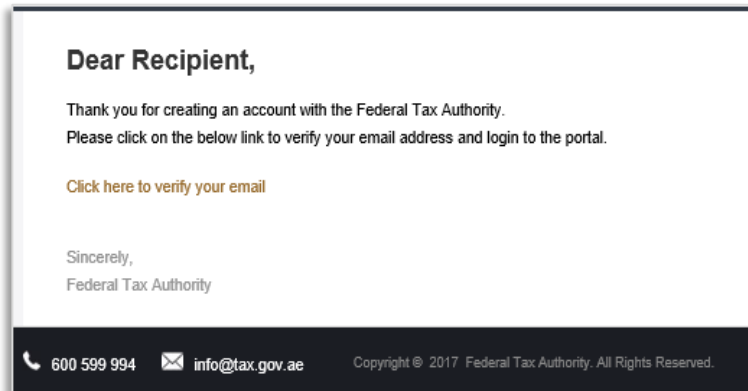 Dear Recipient,
Thank you for creating an account with the Federal Tax Authority.
Please click on the below link to verify your email address and login to the portal.
Click here to verify your email
Sincerely,
Federal Tax Authority
600 599 994 info@tax.gov.ae Copyright © 2017 Federal Tax Authority. All Rights Reserved.